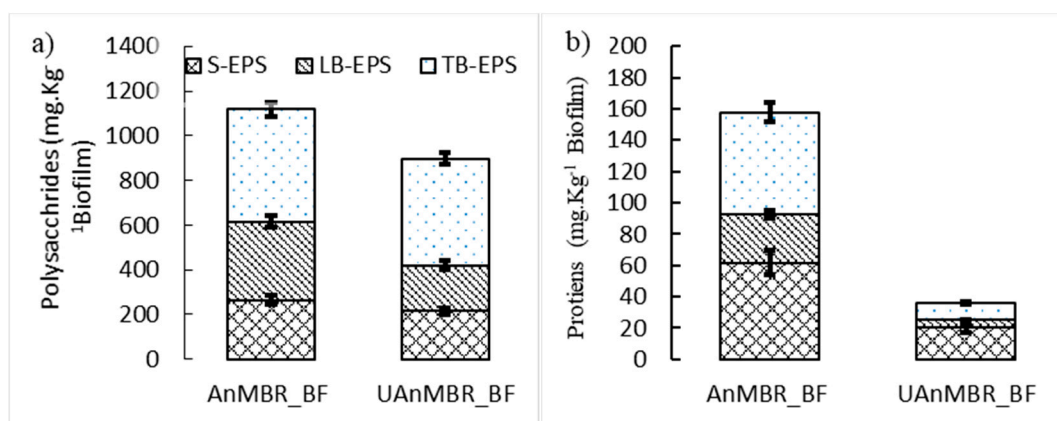 a)
Polysacchrides (mg.Kg⁻
¹Biofilm)
1400
1200
1000
800
600
400
200
0
S-EPS LB-EPS TB-EPS
AnMBR_BF UAnMBR_BF
b)
Protiens (mg.Kg⁻¹ Biofilm)
200
180
160
140
120
100
80
60
40
20
0
AnMBR_BF UAnMBR_BF